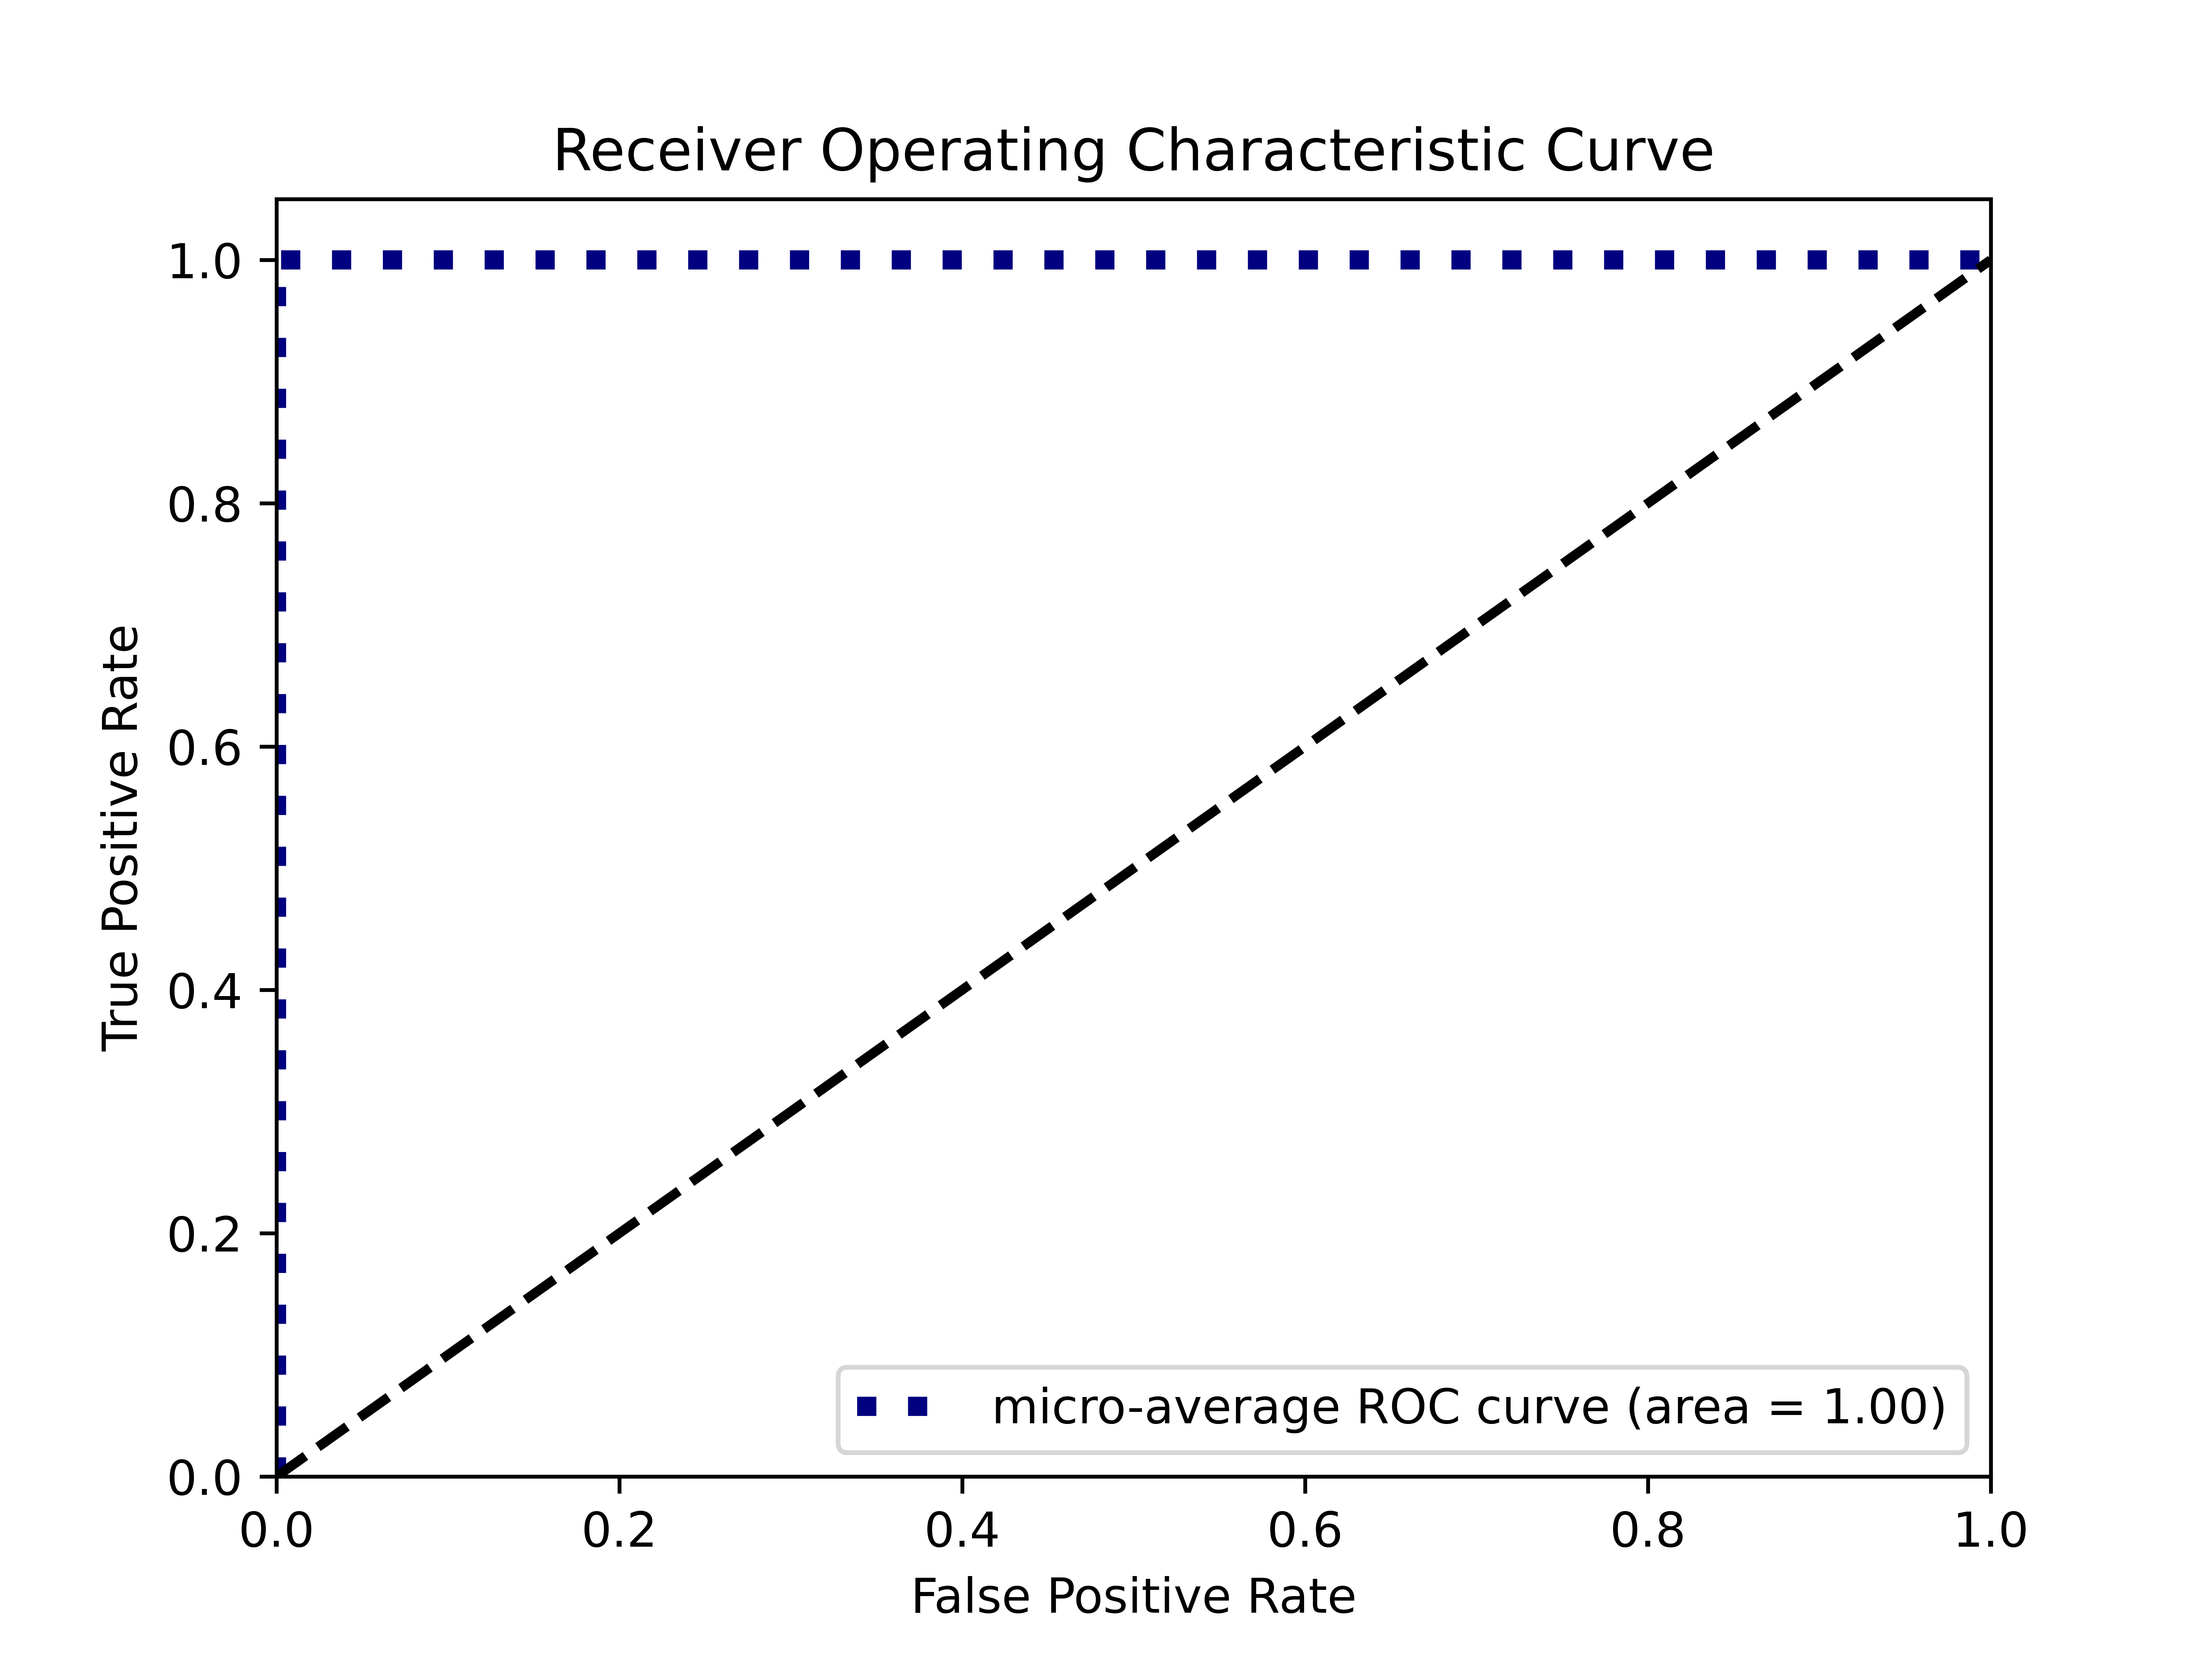 Receiver Operating Characteristic Curve
1.0
0.8
0.6
0.4
0.2
0.0
True Positive Rate
micro-average ROC curve (area = 1.00)
0.0 0.2 0.4 0.6 0.8 1.0
False Positive Rate